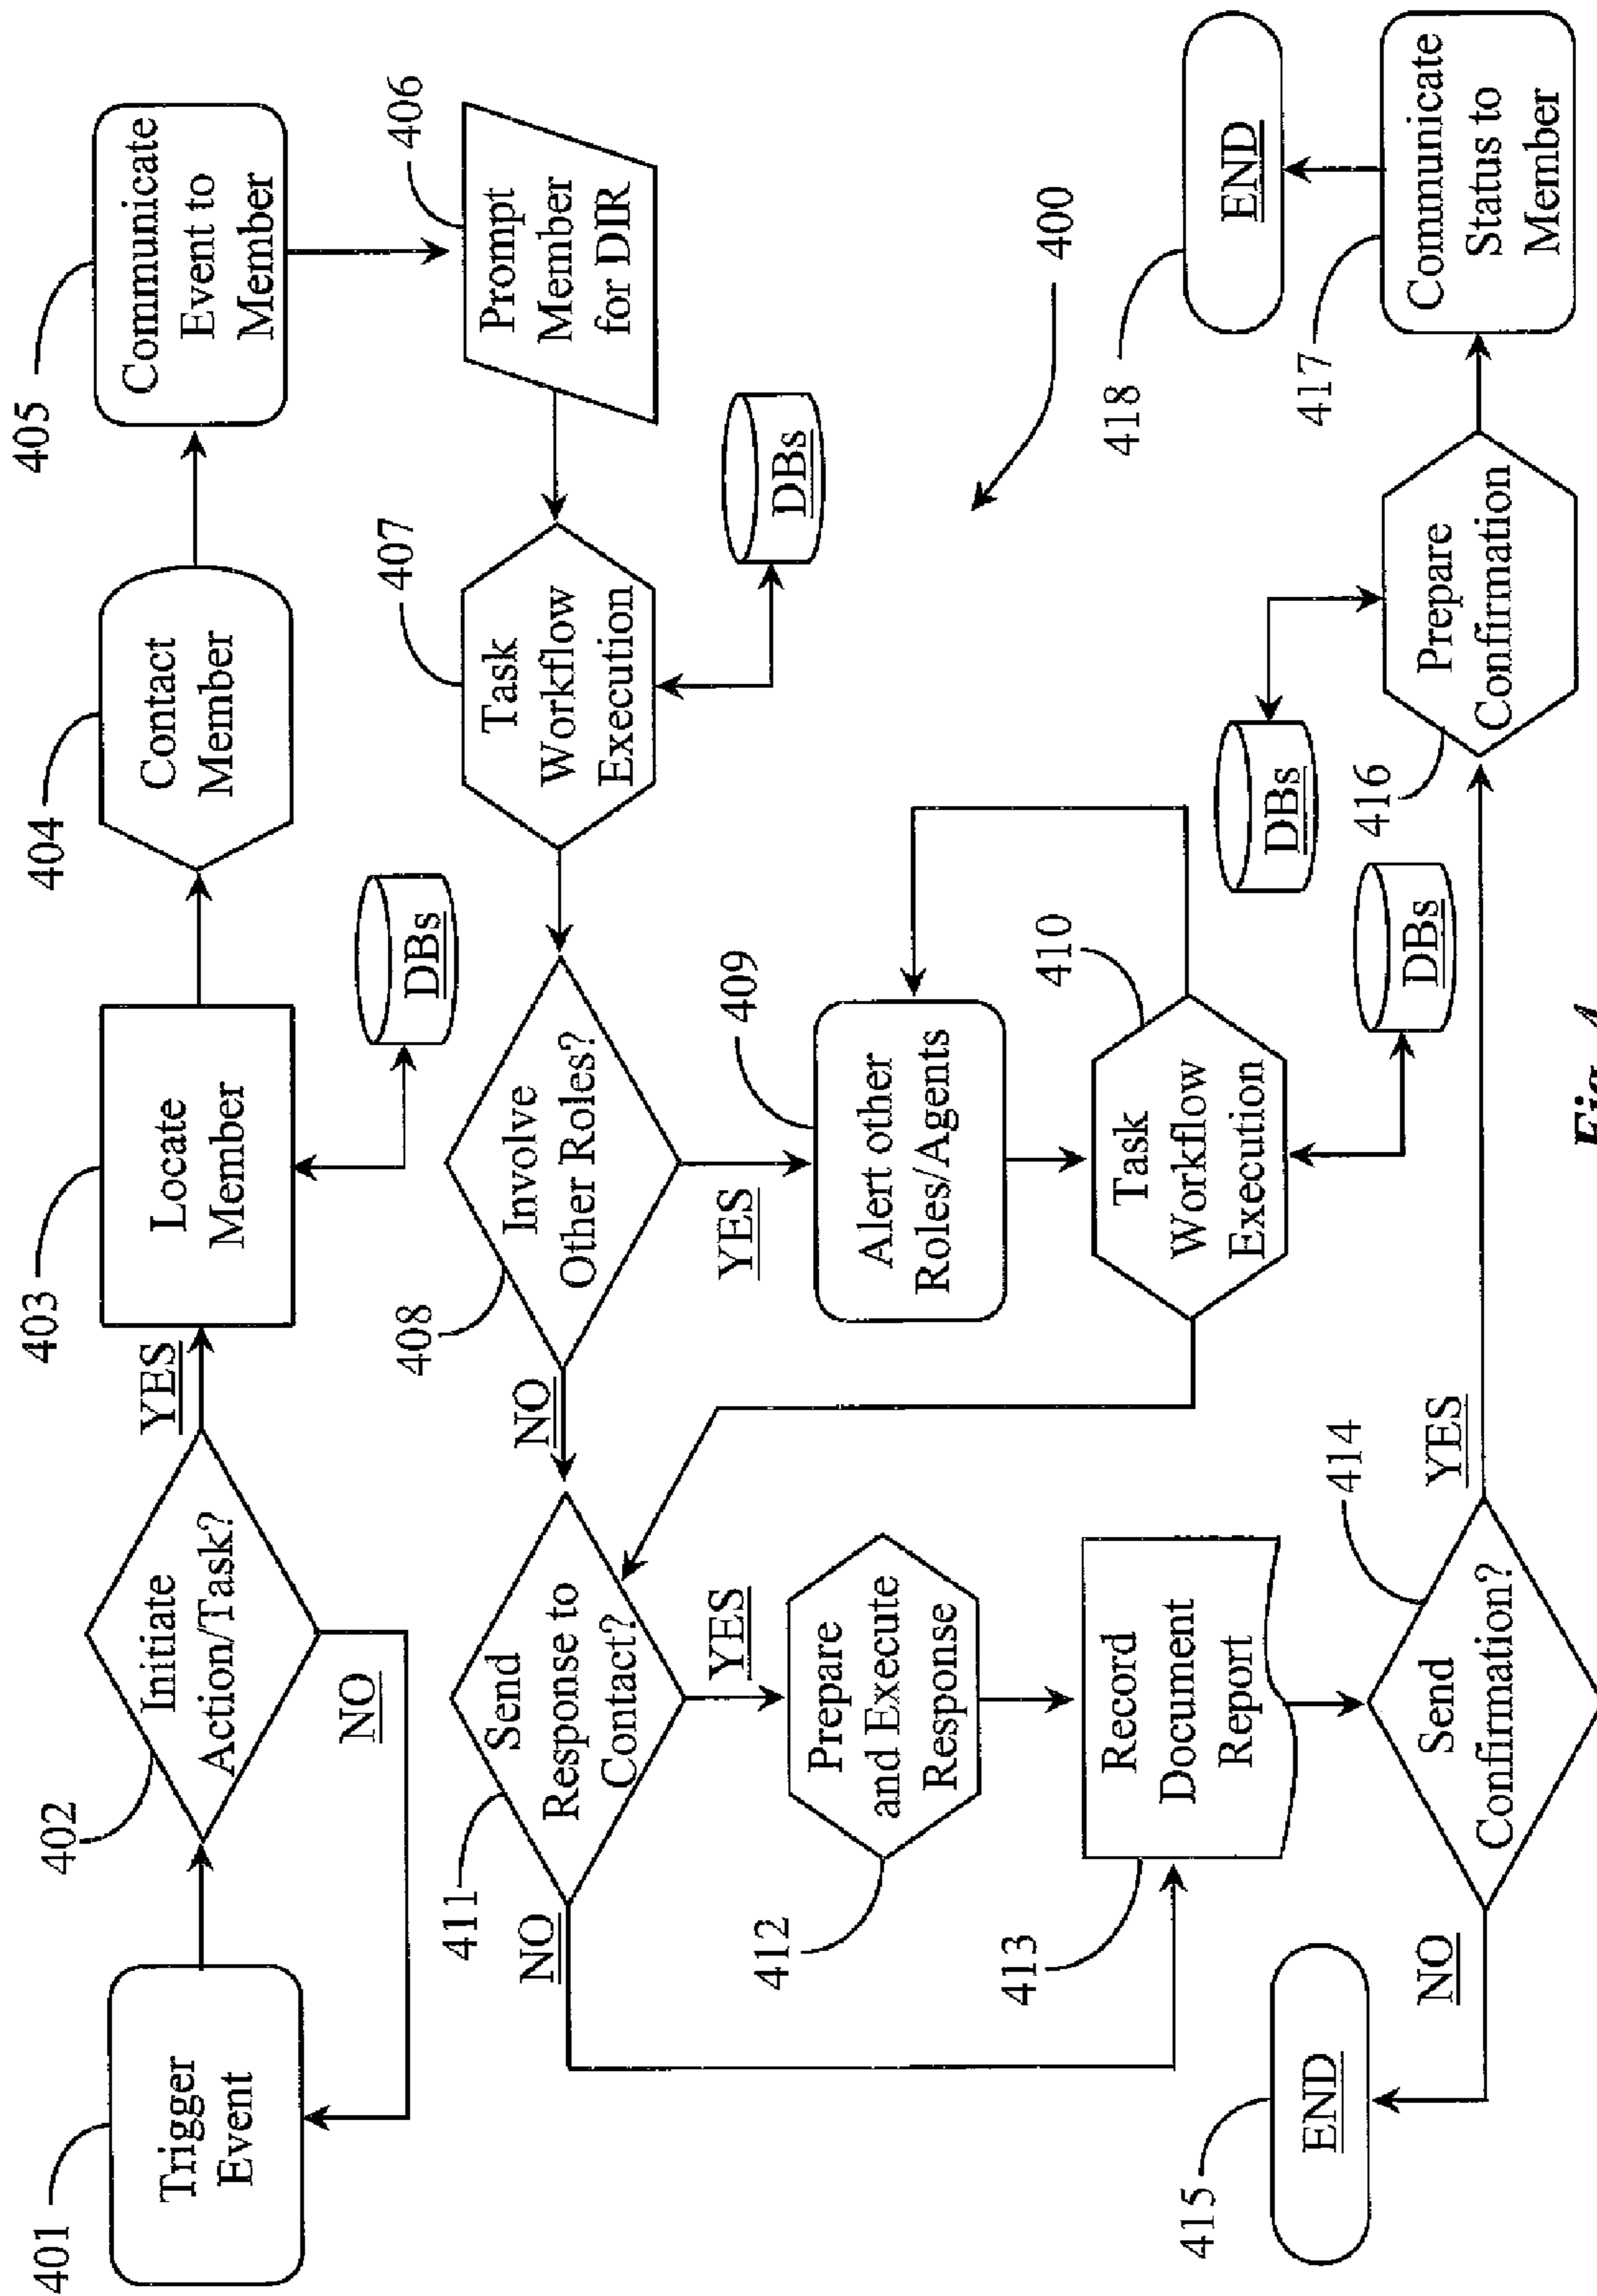 401
Trigger
Event
402
Initiate
Action/Task?
YES
NO
403
Locate
Member
DBs
404
Contact
Member
405
Communicate
Event to
Member
406
Prompt
Member
for DIR
407
Task
Workflow
Execution
DBs
408
Involve
Other Roles?
NO
YES
409
Alert other
Roles/Agents
410
Task
Workflow
Execution
DBs
411
Send
Response to
Contact?
NO
YES
412
Prepare
and Execute
Response
413
Record
Document
Report
414
Send
Confirmation?
NO
YES
415
END
416
Prepare
Confirmation
DBs
417
Communicate
Status to
Member
418
END
400
Fig. 4